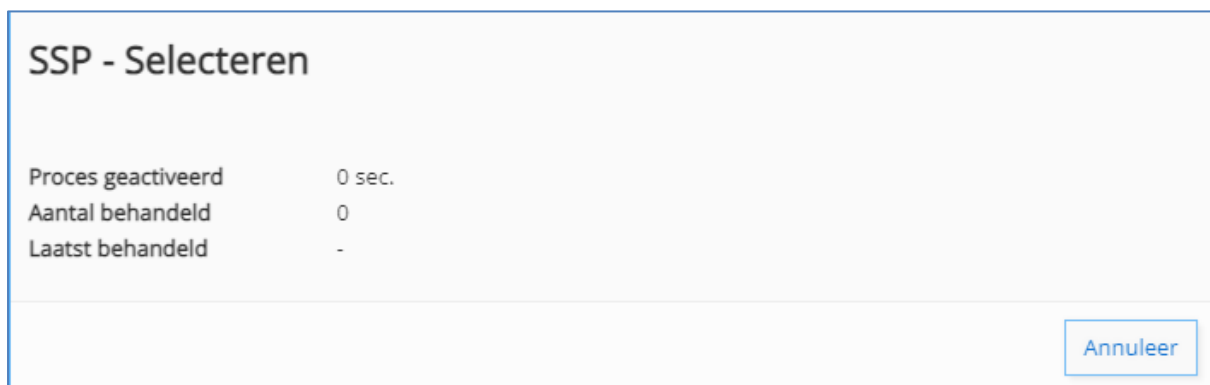 SSP - Selecteren
Proces geactiveerd 0 sec.
Aantal behandeld 0
Laatst behandeld -
Annuleer